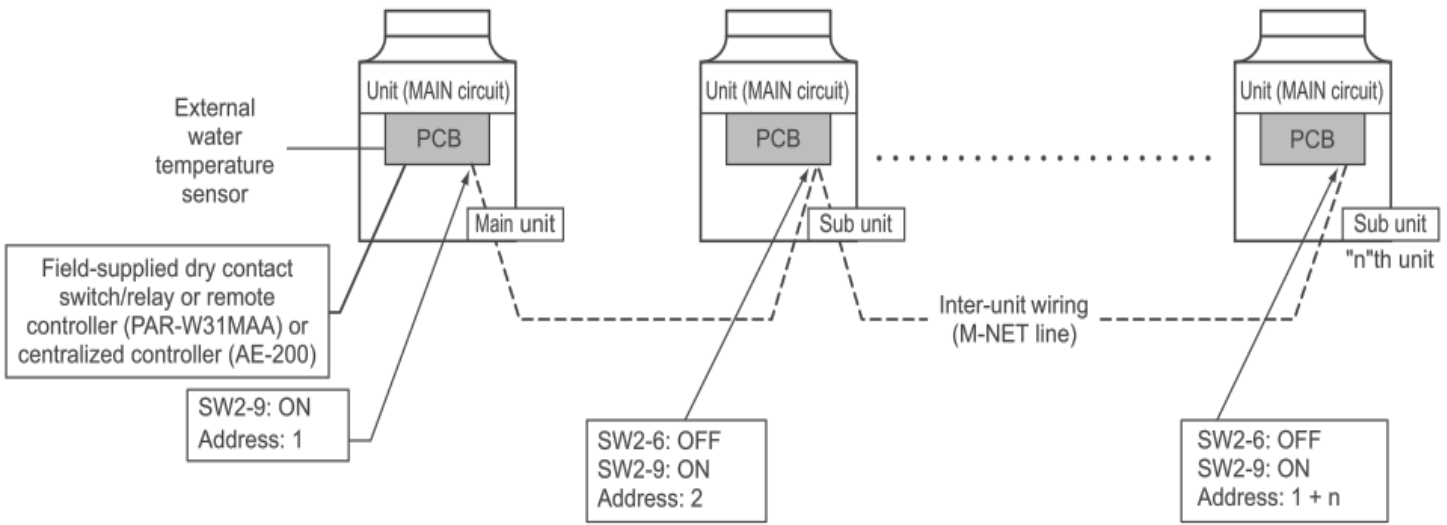 Unit (MAIN circuit)
PCB
External
water
temperature
sensor
Main unit
Field-supplied dry contact
switch/relay or remote
controller (PAR-W31MAA) or
centralized controller (AE-200)
SW2-9: ON
Address: 1
Unit (MAIN circuit)
PCB
Sub unit
SW2-6: OFF
SW2-9: ON
Address: 2
Inter-unit wiring
(M-NET line)
Unit (MAIN circuit)
PCB
Sub unit
"n"th unit
SW2-6: OFF
SW2-9: ON
Address: 1 + n